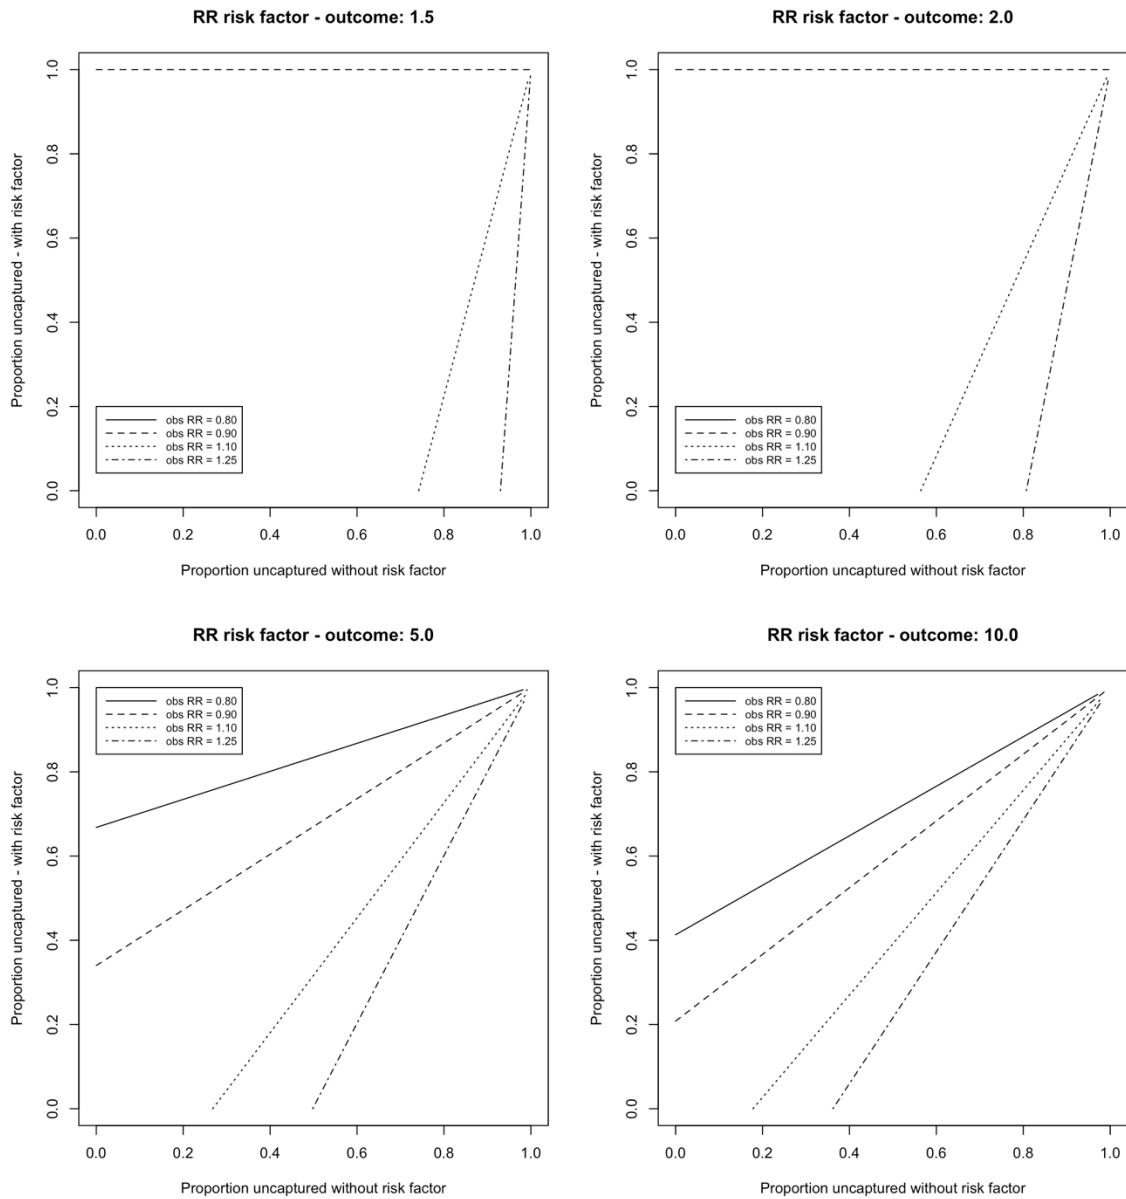 RR risk factor - outcome: 1.5
Proportion uncaptured - with risk factor
1.0
0.8
0.6
0.4
0.2
0.0
obs RR = 0.80
obs RR = 0.90
obs RR = 1.10
obs RR = 1.25
0.0 0.2 0.4 0.6 0.8 1.0
Proportion uncaptured without risk factor
RR risk factor - outcome: 2.0
Proportion uncaptured - with risk factor
1.0
0.8
0.6
0.4
0.2
0.0
obs RR = 0.80
obs RR = 0.90
obs RR = 1.10
obs RR = 1.25
0.0 0.2 0.4 0.6 0.8 1.0
Proportion uncaptured without risk factor
RR risk factor - outcome: 5.0
Proportion uncaptured - with risk factor
1.0
0.8
0.6
0.4
0.2
0.0
obs RR = 0.80
obs RR = 0.90
obs RR = 1.10
obs RR = 1.25
0.0 0.2 0.4 0.6 0.8 1.0
Proportion uncaptured without risk factor
RR risk factor - outcome: 10.0
Proportion uncaptured - with risk factor
1.0
0.8
0.6
0.4
0.2
0.0
obs RR = 0.80
obs RR = 0.90
obs RR = 1.10
obs RR = 1.25
0.0 0.2 0.4 0.6 0.8 1.0
Proportion uncaptured without risk factor